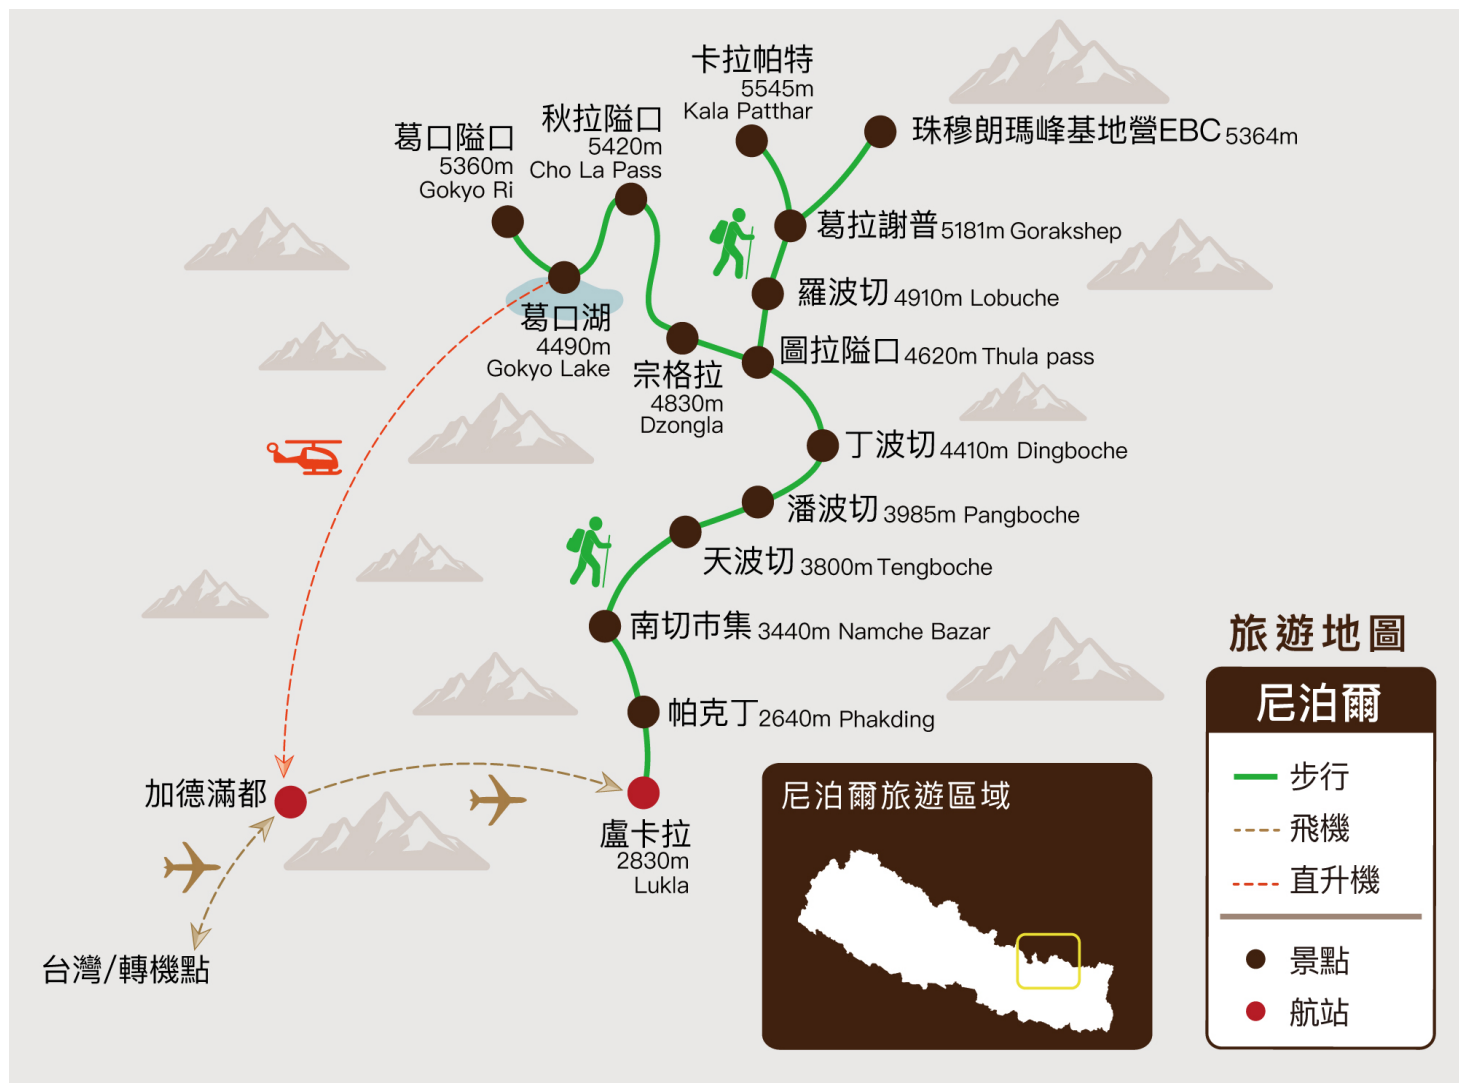 卡拉帕特
5545m
Kala Patthar
珠穆朗瑪峰基地營EBC 5364m
秋拉隘口
5420m
Cho La Pass
葛口隘口
5360m
Gokyo Ri
葛拉謝普 5181m Gorakshep
羅波切 4910m Lobuche
葛口湖
4490m
Gokyo Lake
圖拉隘口 4620m Thula pass
宗格拉
4830m
Dzongla
丁波切 4410m Dingboche
潘波切 3985m Pangboche
天波切 3800m Tengboche
南切市集 3440m Namche Bazar
帕克丁 2640m Phakding
加德滿都
盧卡拉
2830m
Lukla
台灣/轉機點
尼泊爾旅遊區域
旅遊地圖
尼泊爾
步行
飛機
直升機
景點
航站